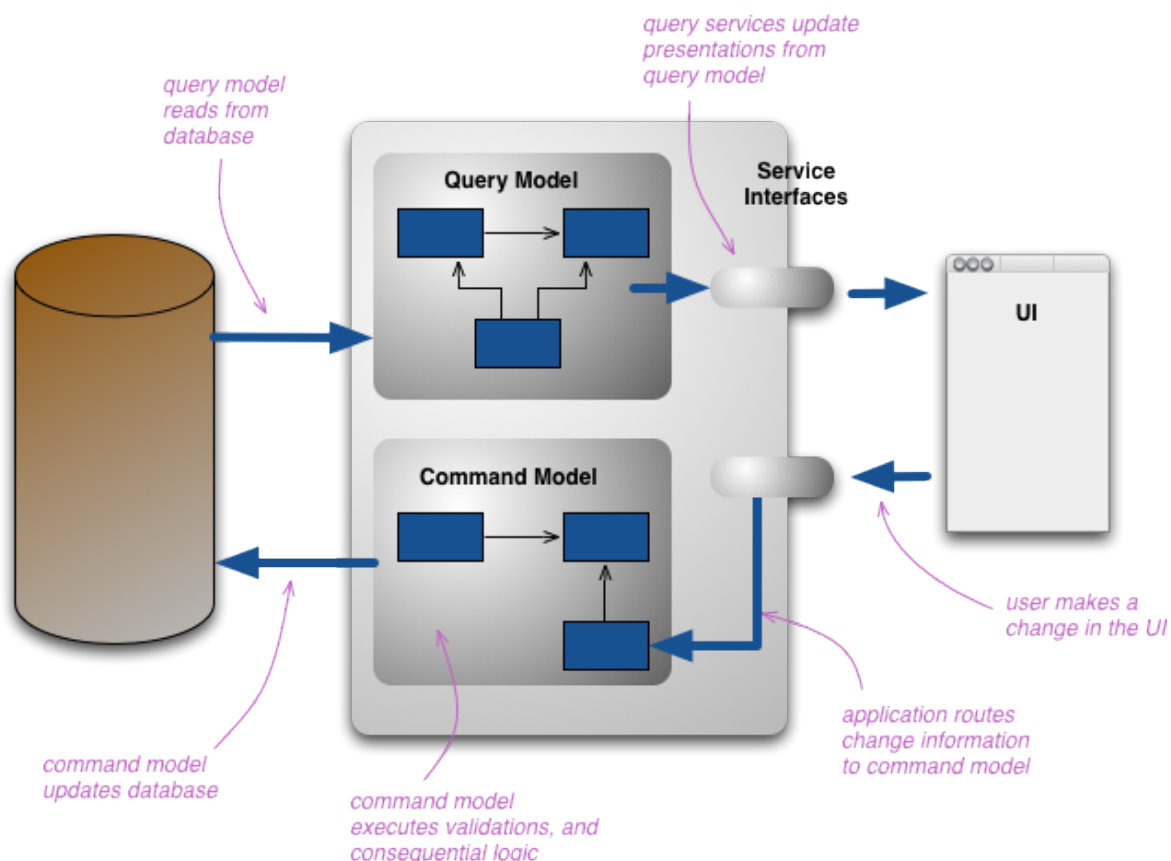 query services update
presentations from
query model
query model
reads from
database
Service
Interfaces
Query Model
UI
Command Model
user makes a
change in the UI
application routes
change information
to command model
command model
updates database
command model
executes validations, and
consequential logic